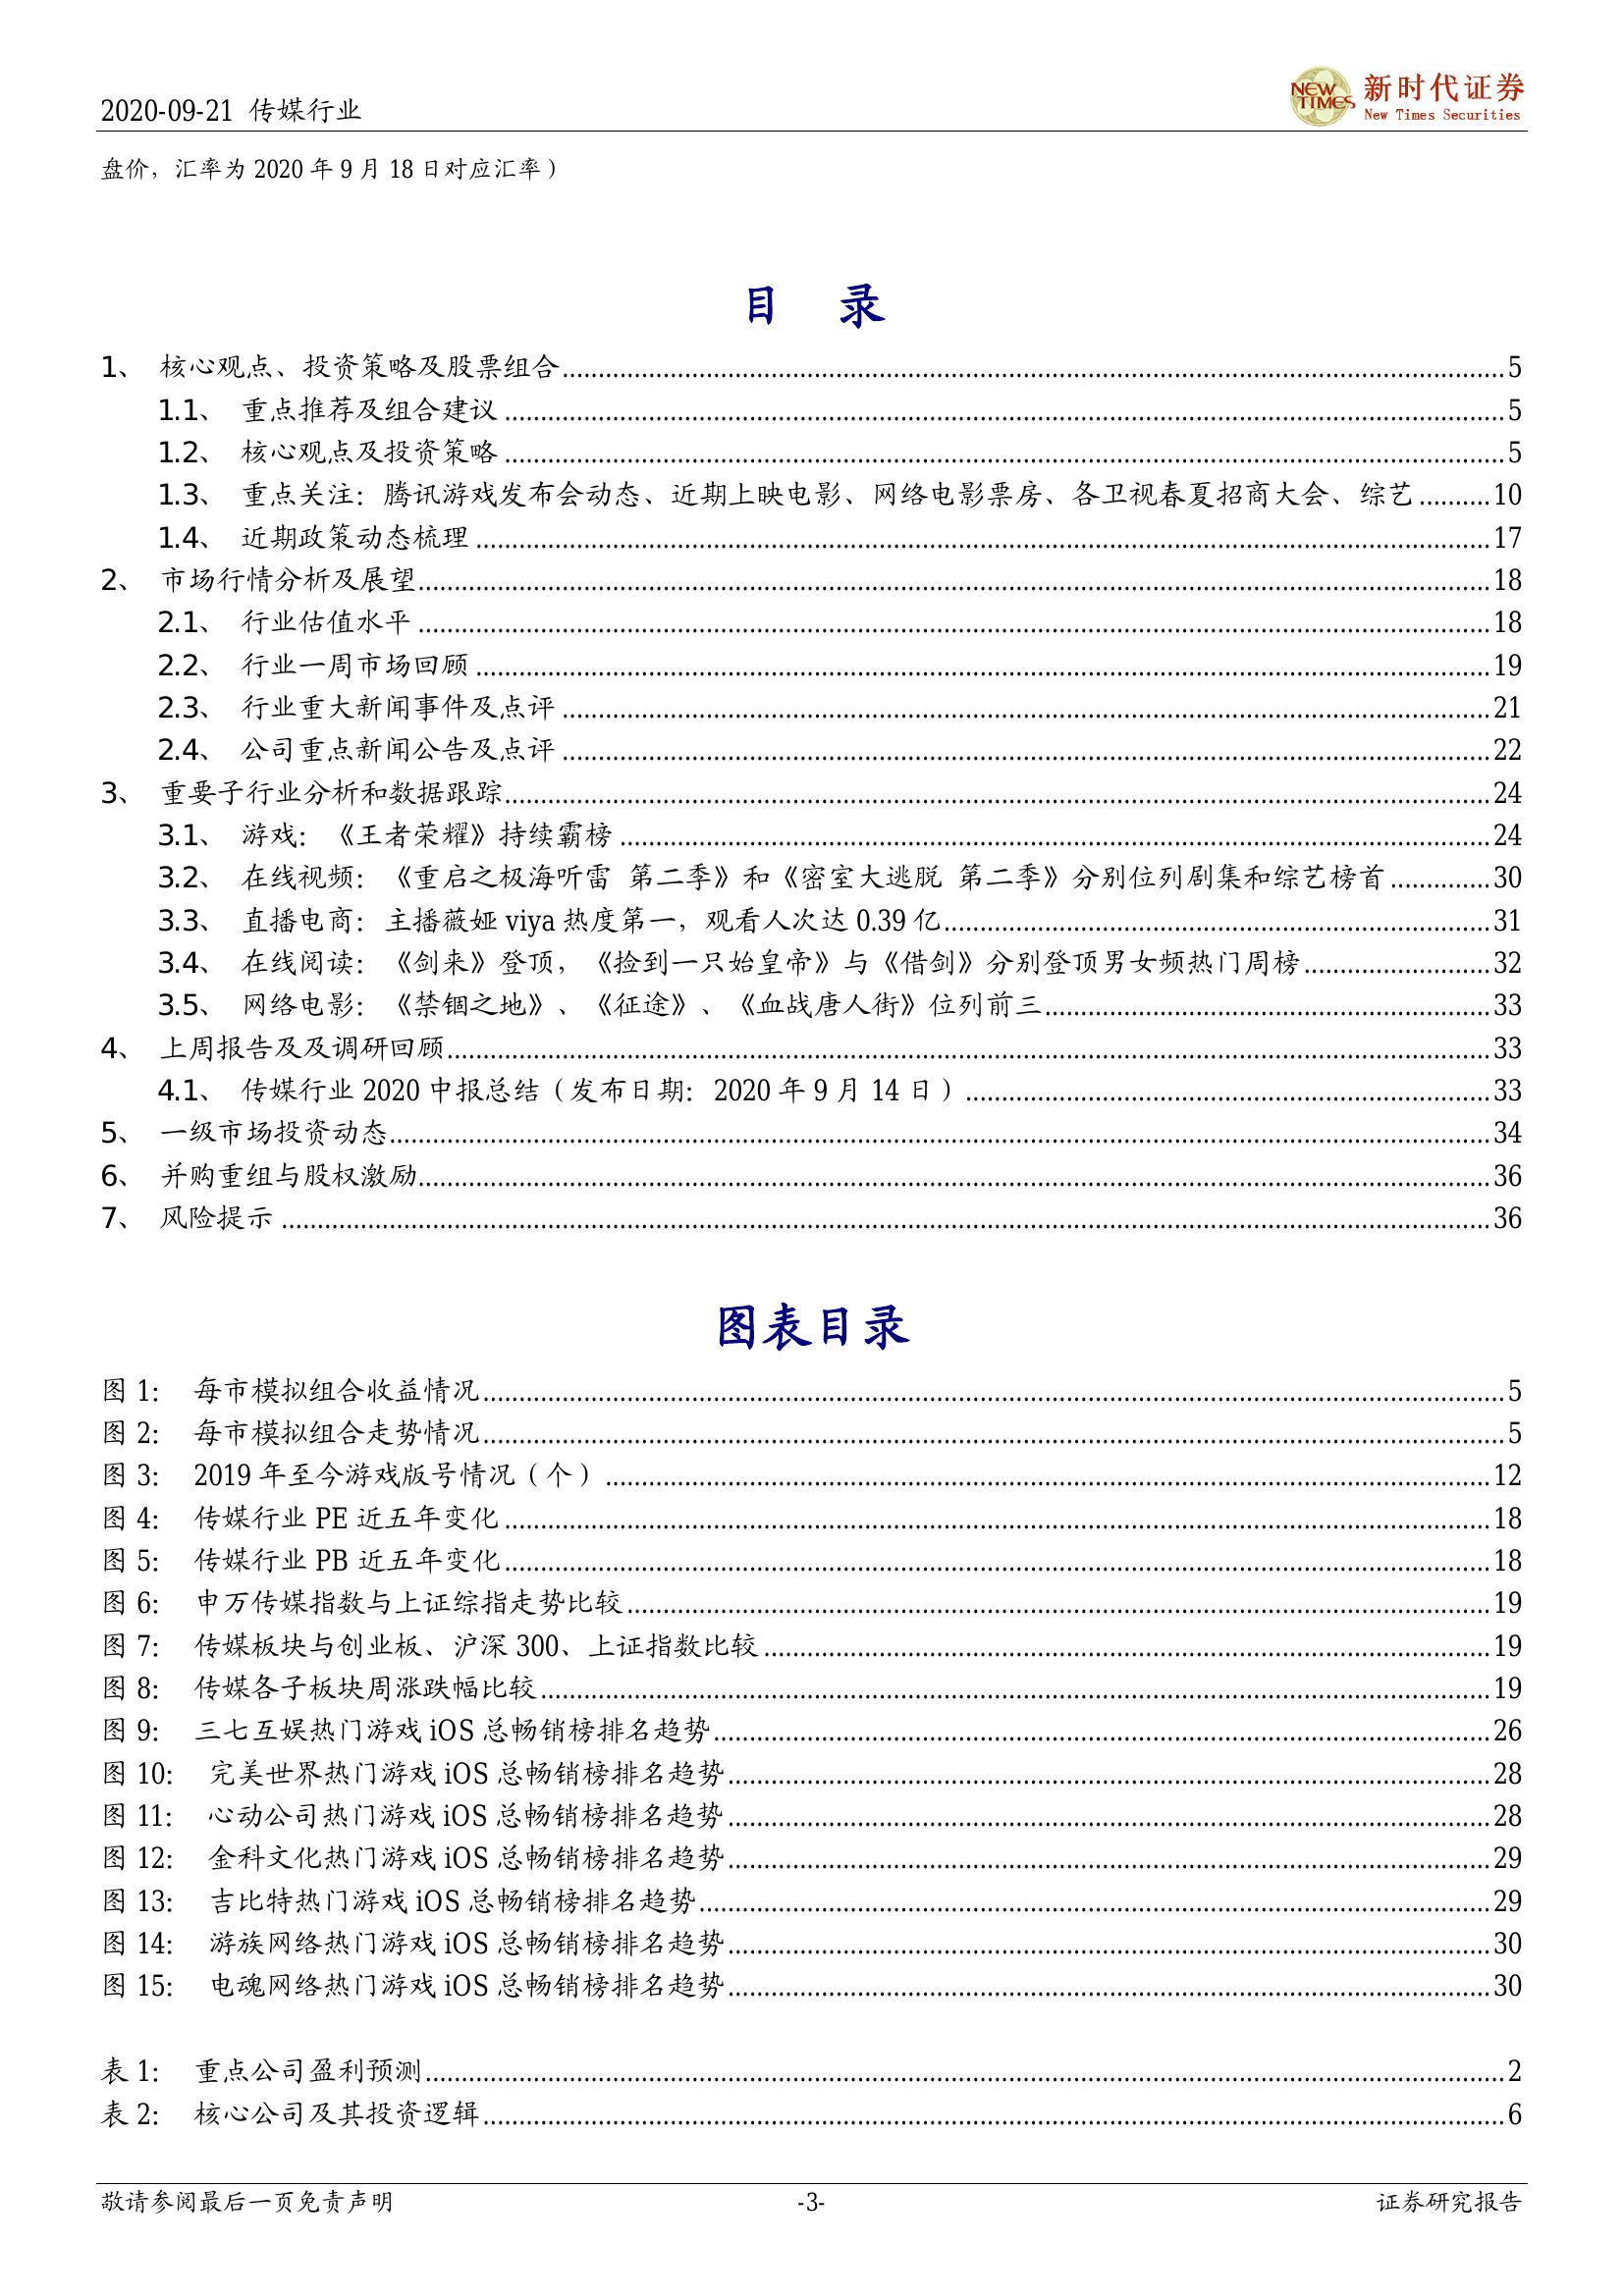 2020-09-21 传媒行业
NEW TIMES
新时代证券
New Times Securities
盘价，汇率为 2020 年 9 月 18 日对应汇率）
目 录
1、 核心观点、投资策略及股票组合 5
1.1、 重点推荐及组合建议 5
1.2、 核心观点及投资策略 5
1.3、 重点关注：腾讯游戏发布会动态、近期上映电影、网络电影票房、各卫视春夏招商大会、综艺 10
1.4、 近期政策动态梳理 17
2、 市场行情分析及展望 18
2.1、 行业估值水平 18
2.2、 行业一周市场回顾 19
2.3、 行业重大新闻事件及点评 21
2.4、 公司重点新闻公告及点评 22
3、 重要子行业分析和数据跟踪 24
3.1、 游戏：《王者荣耀》持续霸榜 24
3.2、 在线视频：《重启之极海听雷 第二季》和《密室大逃脱 第二季》分别位列剧集和综艺榜首 30
3.3、 直播电商：主播薇娅 viya 热度第一，观看人次达 0.39 亿 31
3.4、 在线阅读：《剑来》登顶，《捡到一只始皇帝》与《借剑》分别登顶男女频热门周榜 32
3.5、 网络电影：《禁锢之地》、《征途》、《血战唐人街》位列前三 33
4、 上周报告及及调研回顾 33
4.1、 传媒行业 2020 中报总结（发布日期：2020 年 9 月 14 日） 33
5、 一级市场投资动态 34
6、 并购重组与股权激励 36
7、 风险提示 36
图表目录
图 1： 每市模拟组合收益情况 5
图 2： 每市模拟组合走势情况 5
图 3： 2019 年至今游戏版号情况（个） 12
图 4： 传媒行业 PE 近五年变化 18
图 5： 传媒行业 PB 近五年变化 18
图 6： 申万传媒指数与上证综指走势比较 19
图 7： 传媒板块与创业板、沪深 300、上证指数比较 19
图 8： 传媒各子板块周涨跌幅比较 19
图 9： 三七互娱热门游戏 iOS 总畅销榜排名趋势 26
图 10： 完美世界热门游戏 iOS 总畅销榜排名趋势 28
图 11： 心动公司热门游戏 iOS 总畅销榜排名趋势 28
图 12： 金科文化热门游戏 iOS 总畅销榜排名趋势 29
图 13： 吉比特热门游戏 iOS 总畅销榜排名趋势 29
图 14： 游族网络热门游戏 iOS 总畅销榜排名趋势 30
图 15： 电魂网络热门游戏 iOS 总畅销榜排名趋势 30
表 1： 重点公司盈利预测 2
表 2： 核心公司及其投资逻辑 6
敬请参阅最后一页免责声明 -3- 证券研究报告